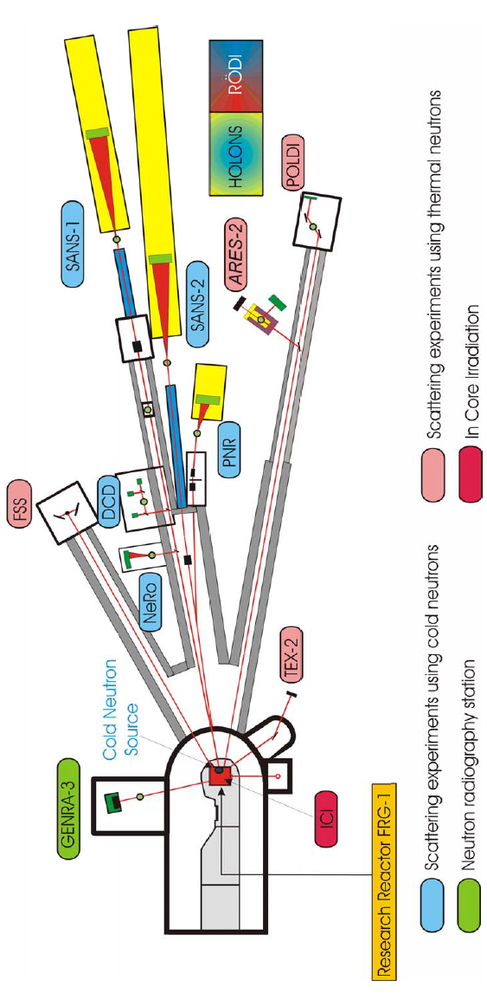 SANS-1
SANS-2
HOLONS
RÖDI
ARES-2
POLDI
FSS
DCD
PNR
NeRo
Cold Neutron
Source
TEX-2
GENRA-3
ICI
Research Reactor FRG-1
Scattering experiments using cold neutrons
Scattering experiments using thermal neutrons
Neutron radiography station
In Core Irradiation